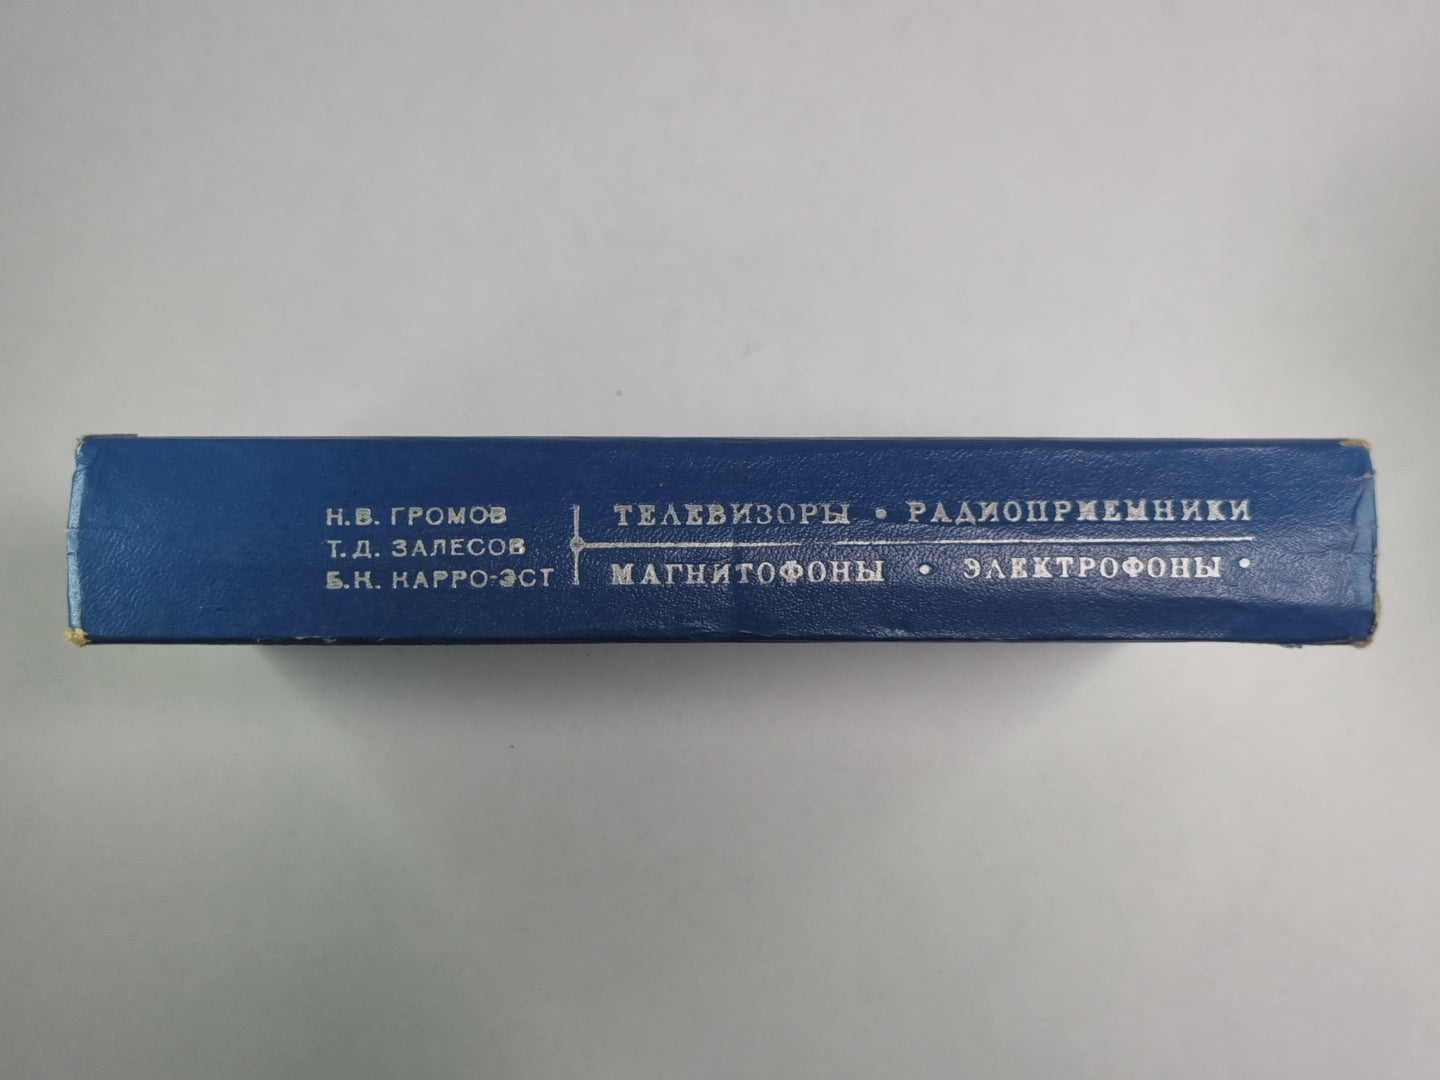 Н.В. ГРОМОВ
Т.Д. ЗАЛЕСОВ
Б.К. КАРРО-ЭСТ
ТЕЛЕВИЗОРЫ • РАДИОПРИЕМНИКИ
МАГНИТОФОНЫ • ЭЛЕКТРОФОНЫ •